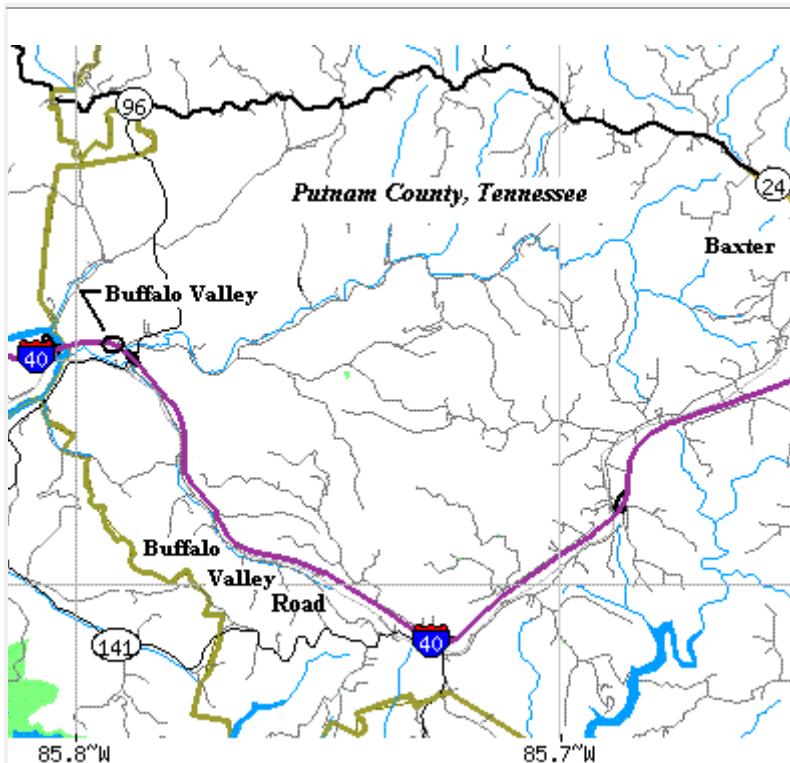 96
Putnam County, Tennessee
24
Baxter
Buffalo Valley
40
Buffalo
Valley
Road
40
141
85.8~W
85.7~W